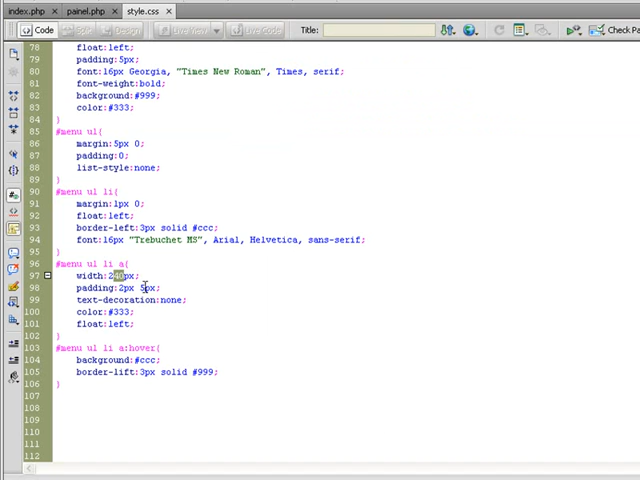 index.php × painel.php × style.css ×
Code Split Design Live View Live Code Title: Check Pa
78 float:left;
79 padding:5px;
80 font:16px Georgia, "Times New Roman", Times, serif;
81 font-weight:bold;
82 background:#999;
83 color:#333;
84 }
85 #menu ul{
86 margin:5px 0;
87 padding:0;
88 list-style:none;
89 }
90 #menu ul li{
91 margin:1px 0;
92 float:left;
93 border-left:3px solid #ccc;
94 font:16px "Trebuchet MS", Arial, Helvetica, sans-serif;
95 }
96 #menu ul li a{
97 width:240px;
98 padding:2px 5px;
99 text-decoration:none;
100 color:#333;
101 float:left;
102 }
103 #menu ul li a:hover{
104 background:#ccc;
105 border-lift:3px solid #999;
106 }
107
108
109
110
111
112